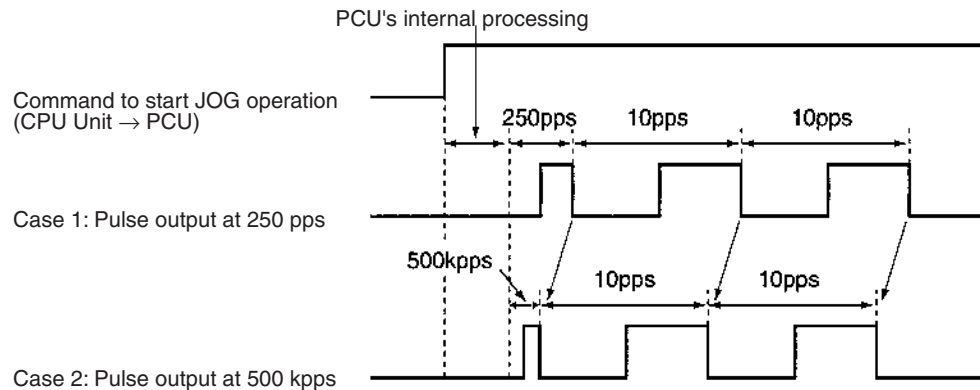 PCU's internal processing
Command to start JOG operation
(CPU Unit → PCU)
250pps
10pps
10pps
Case 1: Pulse output at 250 pps
500kpps
10pps
10pps
Case 2: Pulse output at 500 kpps